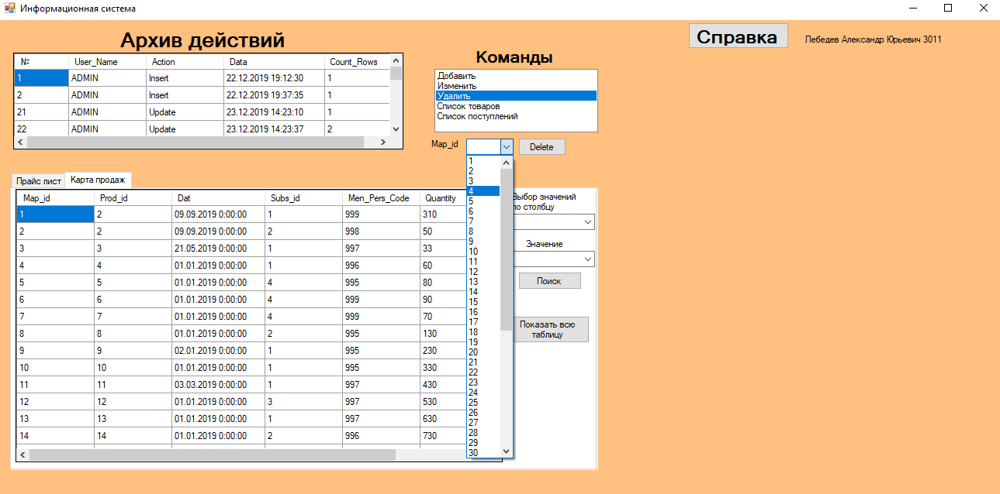 Информационная система
Архив действий
Справка
Лебедев Александр Юрьевич 3011
№ User_Name Action Data Count_Rows
1 ADMIN Insert 22.12.2019 19:12:30 1
2 ADMIN Insert 22.12.2019 19:37:35 1
21 ADMIN Update 23.12.2019 14:23:10 1
22 ADMIN Update 23.12.2019 14:23:37 2
Команды
Добавить
Изменить
Удалить
Список товаров
Список поступлений
Map_id
Delete
1
2
3
4
5
6
7
8
9
10
11
12
13
14
15
16
17
18
19
20
21
22
23
24
25
26
27
28
29
30
Прайс лист Карта продаж
Map_id Prod_id Dat Subs_id Men_Pers_Code Quantity
1 2 09.09.2019 0:00:00 1 999 310
2 2 09.09.2019 0:00:00 2 998 50
3 3 21.05.2019 0:00:00 1 997 33
4 4 01.01.2019 0:00:00 1 996 60
5 5 01.01.2019 0:00:00 4 995 80
6 6 01.01.2019 0:00:00 4 999 90
7 7 01.01.2019 0:00:00 4 999 70
8 8 01.01.2019 0:00:00 2 995 130
9 9 02.01.2019 0:00:00 1 995 230
10 10 01.01.2019 0:00:00 1 995 330
11 11 03.03.2019 0:00:00 1 997 430
12 12 01.01.2019 0:00:00 3 997 530
13 13 01.01.2019 0:00:00 1 997 630
14 14 01.01.2019 0:00:00 2 996 730
Выбор значений
по столбцу
Значение
Поиск
Показать всю
таблицу